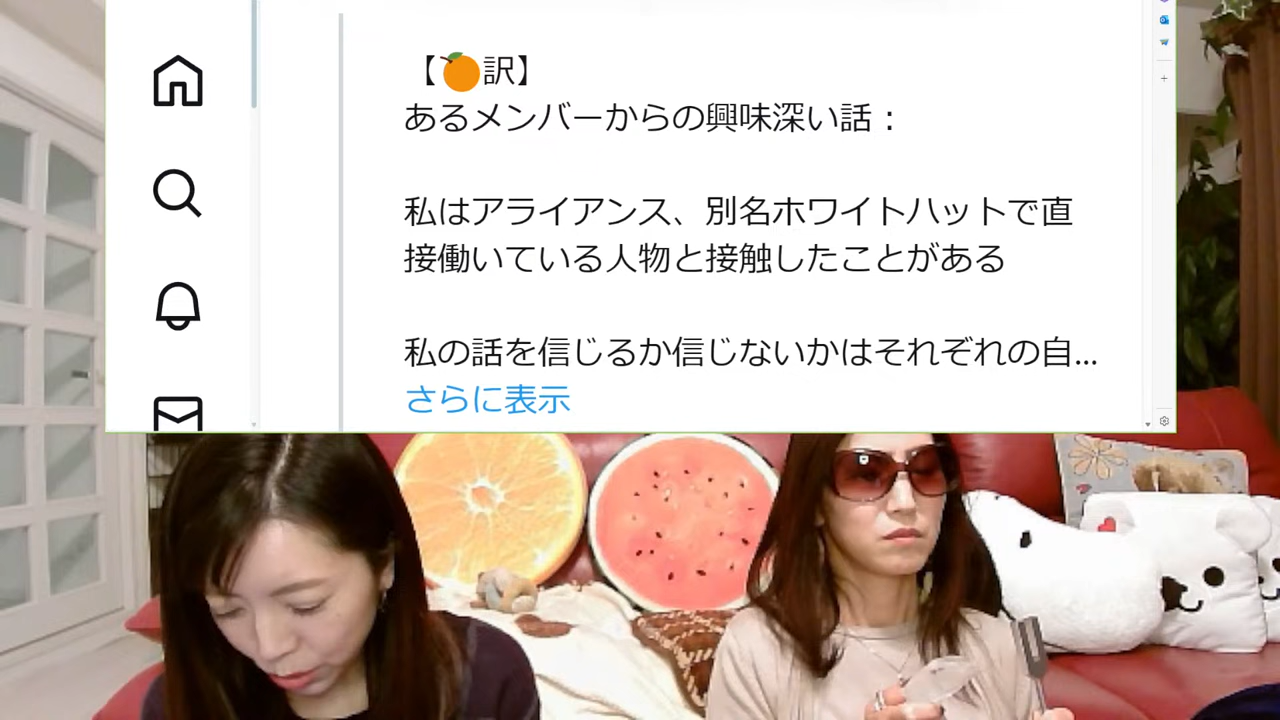 【🍊訳】
あるメンバーからの興味深い話：
私はアライアンス、別名ホワイトハットで直
接働いている人物と接触したことがある
私の話を信じるか信じないかはそれぞれの自...
さらに表示